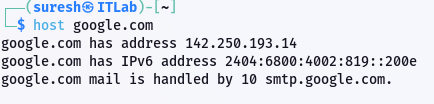 ┌──(suresh㉿ITLab)-[~]
└─$ host google.com
google.com has address 142.250.193.14
google.com has IPv6 address 2404:6800:4002:819::200e
google.com mail is handled by 10 smtp.google.com.